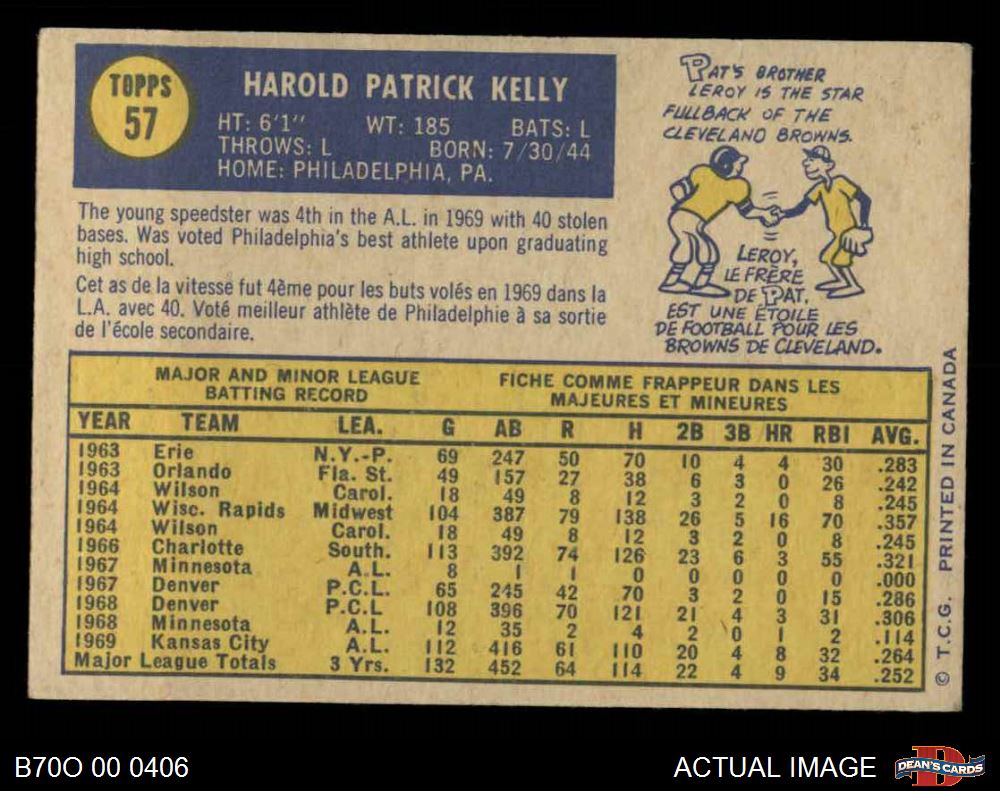 TOPPS
57
HAROLD PATRICK KELLY
HT: 6'1" WT: 185 BATS: L
THROWS: L BORN: 7/30/44
HOME: PHILADELPHIA, PA.
The young speedster was 4th in the A.L. in 1969 with 40 stolen
bases. Was voted Philadelphia's best athlete upon graduating
high school.
Cet as de la vitesse fut 4ème pour les buts volés en 1969 dans la
L.A. avec 40. Voté meilleur athlète de Philadelphie à sa sortie
de l'école secondaire.
PAT'S BROTHER
LEROY IS THE STAR
FULLBACK OF THE
CLEVELAND BROWNS.
LEROY,
LE FRÈRE
DE PAT,
EST UNE ÉTOILE
DE FOOTBALL POUR LES
BROWNS DE CLEVELAND.
MAJOR AND MINOR LEAGUE
BATTING RECORD
FICHE COMME FRAPPEUR DANS LES
MAJEURES ET MINEURES
YEAR TEAM LEA. G AB R H 2B 3B HR RBI AVG.
1963 Erie N.Y.-P. 69 247 50 70 10 4 4 30 .283
1963 Orlando Fla. St. 49 157 27 38 6 3 0 26 .242
1964 Wilson Carol. 18 49 8 12 3 2 0 8 .245
1964 Wisc. Rapids Midwest 104 387 79 138 26 5 16 70 .357
1964 Wilson Carol. 18 49 8 12 3 2 0 8 .245
1966 Charlotte South. 113 392 74 126 23 6 3 55 .321
1967 Minnesota A.L. 8 1 1 0 0 0 0 0 .000
1967 Denver P.C.L. 65 245 42 70 3 2 0 15 .286
1968 Denver P.C.L 108 396 70 121 21 4 3 31 .306
1968 Minnesota A.L. 12 35 2 4 2 0 1 2 .114
1969 Kansas City A.L. 112 416 61 110 20 4 8 32 .264
Major League Totals 3 Yrs. 132 452 64 114 22 4 9 34 .252
© T.C.G. PRINTED IN CANADA
B70O 00 0406
ACTUAL IMAGE
DEAN'S CARDS